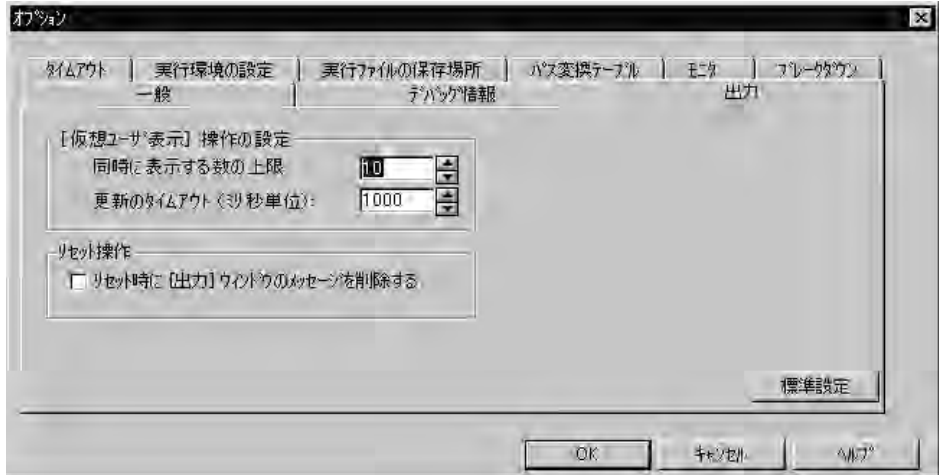 ｵﾌﾟｼｮﾝ
ﾀｲﾑｱｳﾄ 実行環境の設定 実行ﾌｧｲﾙの保存場所 ﾊﾟｽ変換ﾃｰﾌﾞﾙ ﾓﾆﾀ ﾌﾞﾚｰｸﾀﾞｳﾝ
一般 ﾃﾞﾊﾞｯｸﾞ情報 出力
[仮想ﾕｰｻﾞ表示] 操作の設定
同時に表示する数の上限 10
更新のﾀｲﾑｱｳﾄ (ﾐﾘ秒単位): 1000
ﾘｾｯﾄ操作
ﾘｾｯﾄ時に [出力] ｳｨﾝﾄﾞｳのﾒｯｾｰｼﾞを削除する
標準設定
OK ｷｬﾝｾﾙ ﾍﾙﾌﾟ